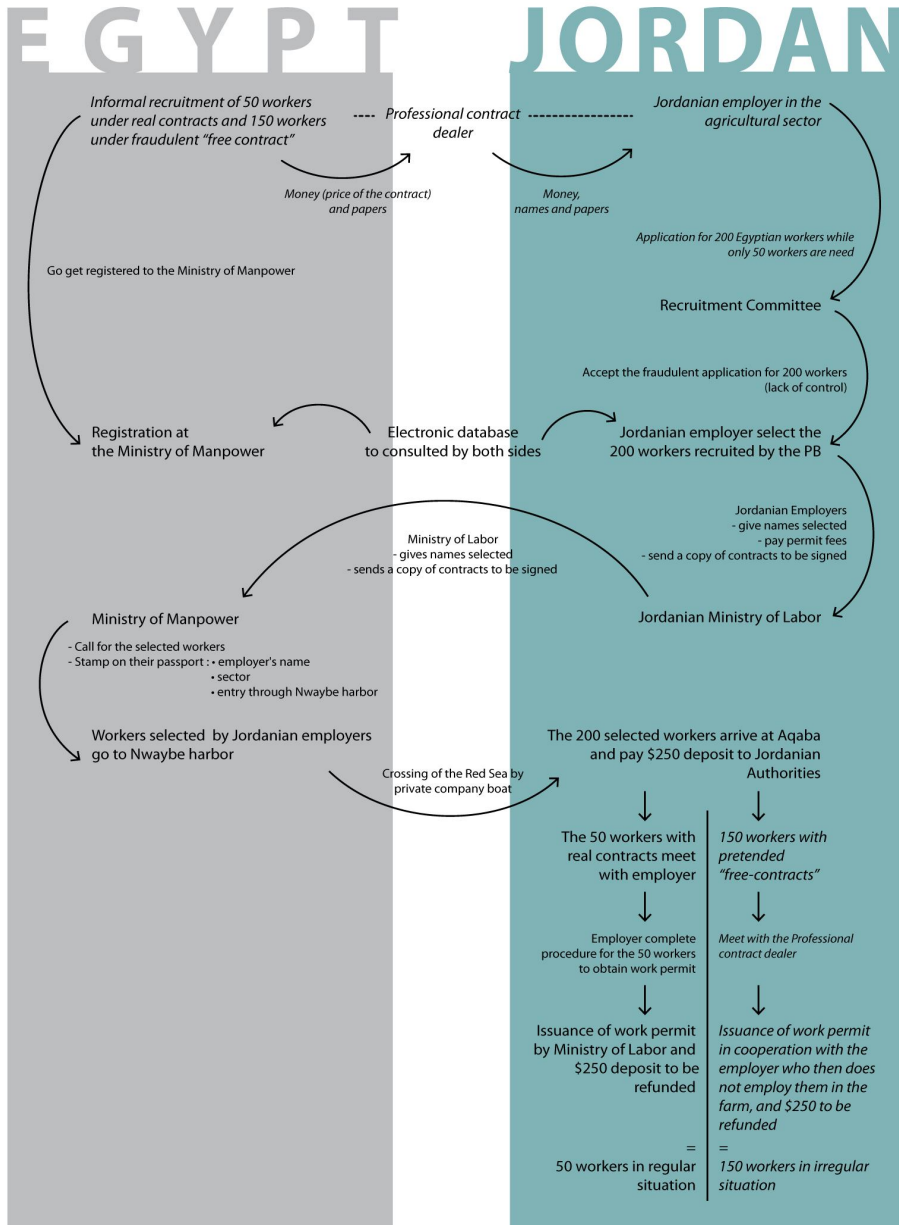 EGYPT
JORDAN
Informal recruitment of 50 workers
under real contracts and 150 workers
under fraudulent “free contract”
Professional contract
dealer
Jordanian employer in the
agricultural sector
Money (price of the contract)
and papers
Money,
names and papers
Application for 200 Egyptian workers while
only 50 workers are need
Go get registered to the Ministry of Manpower
Recruitment Committee
Accept the fraudulent application for 200 workers
(lack of control)
Registration at
the Ministry of Manpower
Electronic database
to consulted by both sides
Jordanian employer select the
200 workers recruited by the PB
Jordanian Employers
- give names selected
- pay permit fees
- send a copy of contracts to be signed
Ministry of Labor
- gives names selected
- sends a copy of contracts to be signed
Ministry of Manpower
Jordanian Ministry of Labor
- Call for the selected workers
- Stamp on their passport : • employer's name
• sector
• entry through Nwaybe harbor
Workers selected by Jordanian employers
go to Nwaybe harbor
The 200 selected workers arrive at Aqaba
and pay $250 deposit to Jordanian
Authorities
Crossing of the Red Sea by
private company boat
The 50 workers with
real contracts meet
with employer
150 workers with
pretended
“free-contracts”
Employer complete
procedure for the 50 workers
to obtain work permit
Meet with the Professional
contract dealer
Issuance of work permit
by Ministry of Labor and
$250 deposit to be
refunded
Issuance of work permit
in cooperation with the
employer who then does
not employ them in the
farm, and $250 to be
refunded
=
50 workers in regular
situation
=
150 workers in irregular
situation